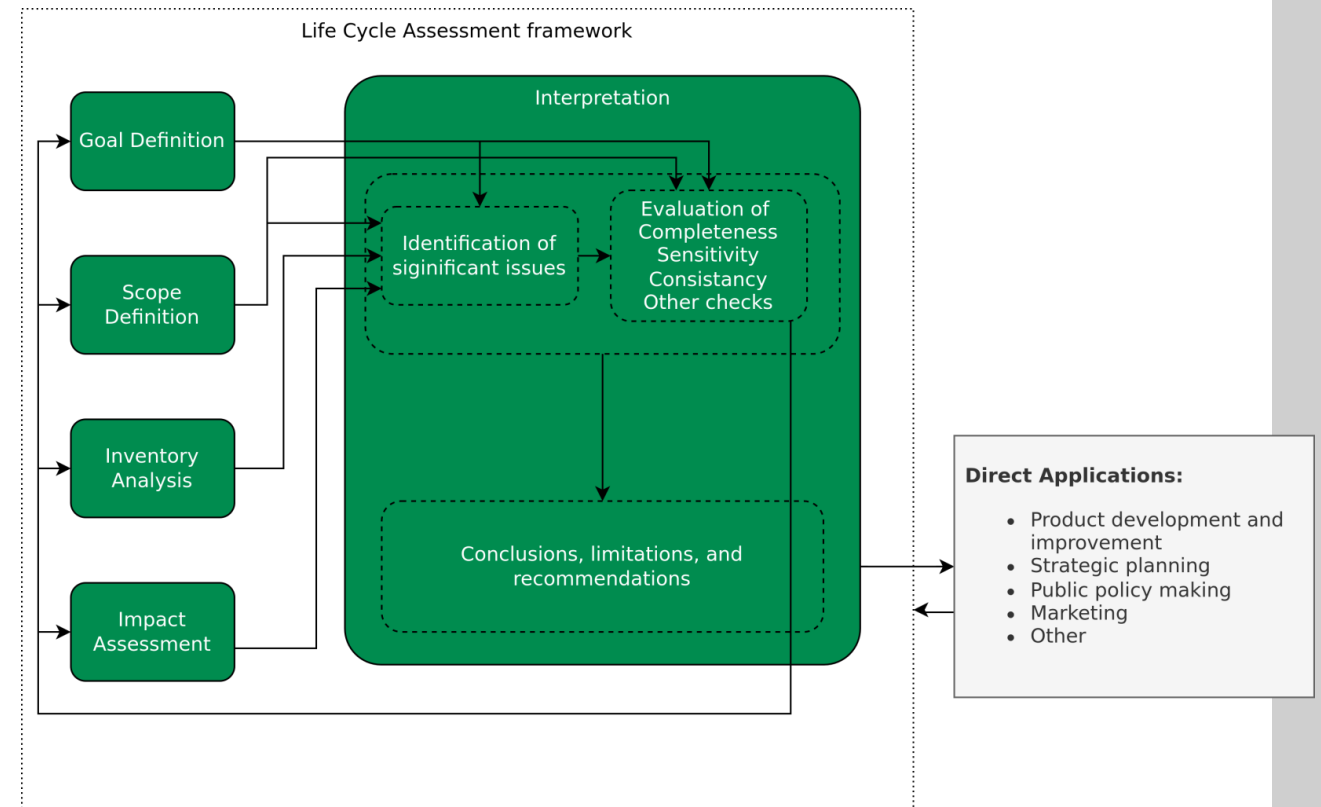 Life Cycle Assessment framework
Interpretation
Goal Definition
Scope
Definition
Inventory
Analysis
Impact
Assessment
Identification of
siginificant issues
Evaluation of
Completeness
Sensitivity
Consistancy
Other checks
Conclusions, limitations, and
recommendations
Direct Applications:
• Product development and
improvement
• Strategic planning
• Public policy making
• Marketing
• Other